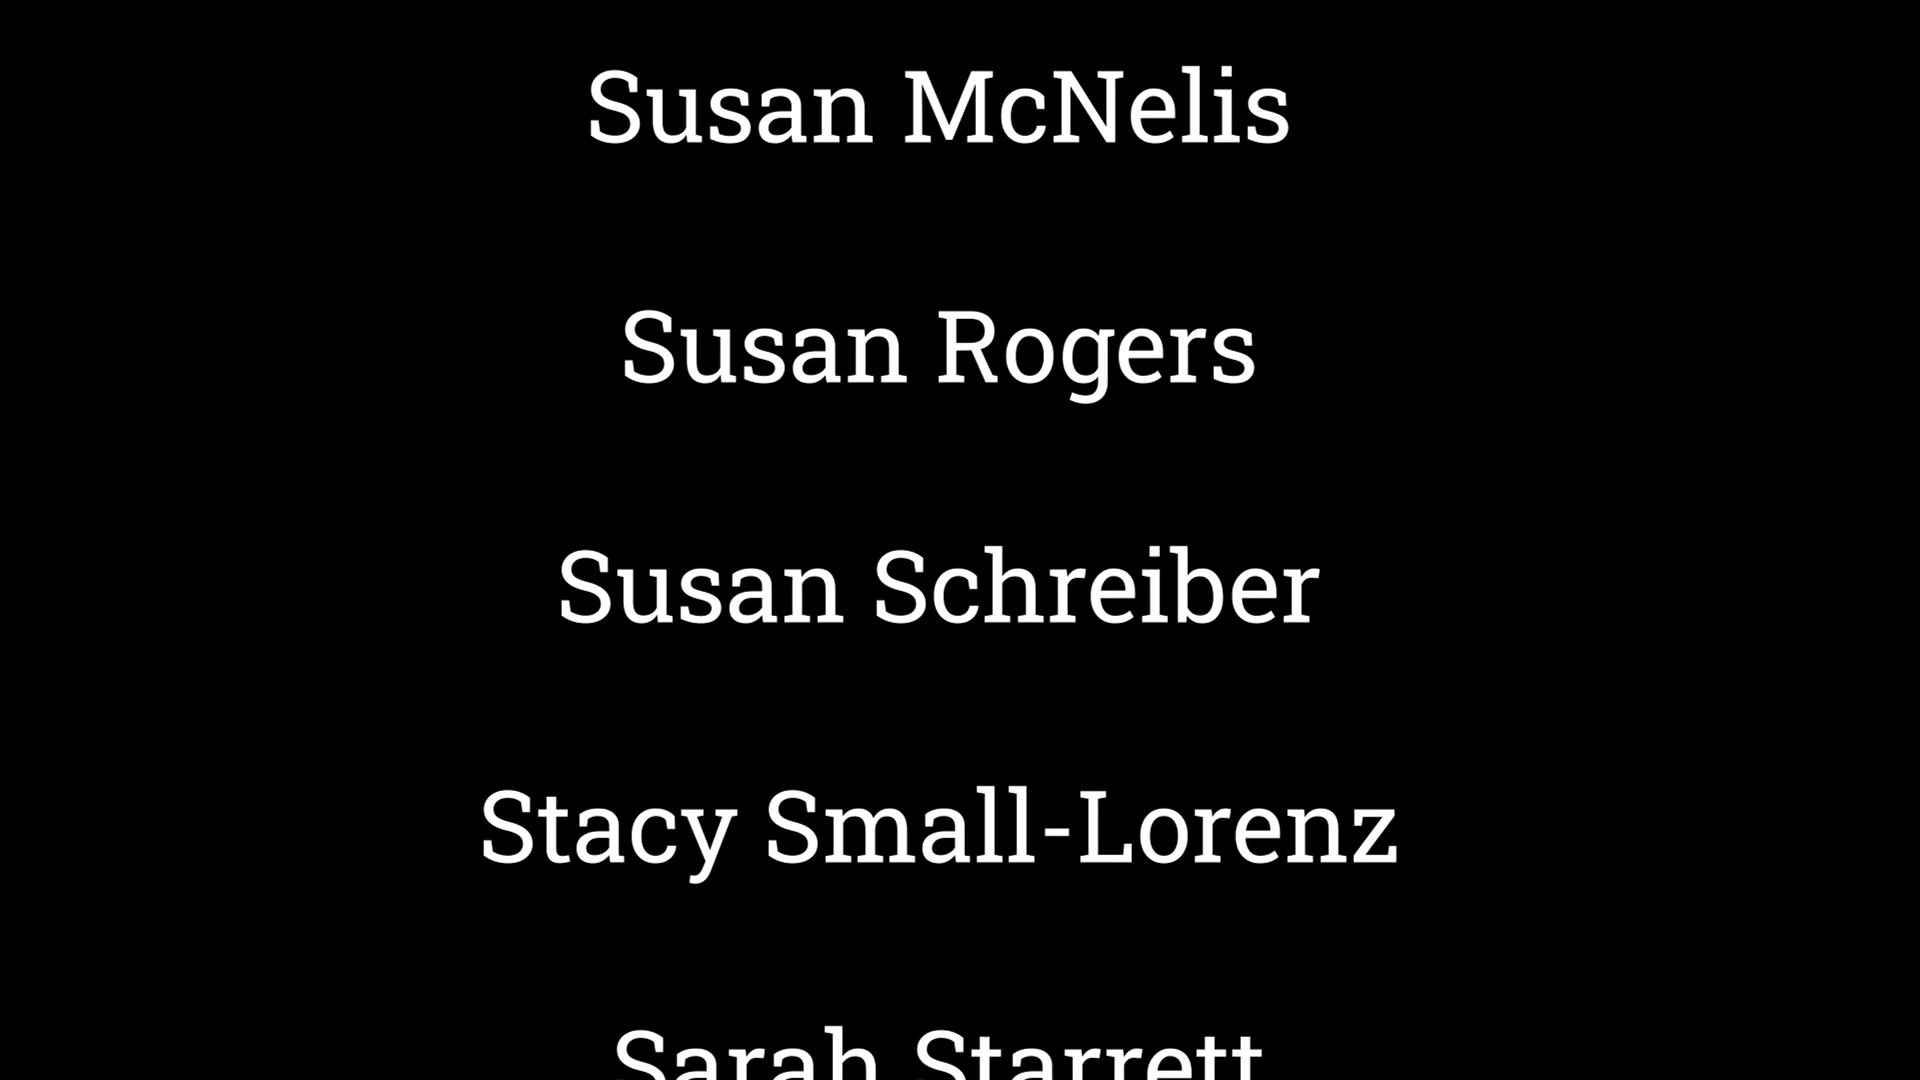 Susan McNelis
Susan Rogers
Susan Schreiber
Stacy Small-Lorenz
Sarah Starrett